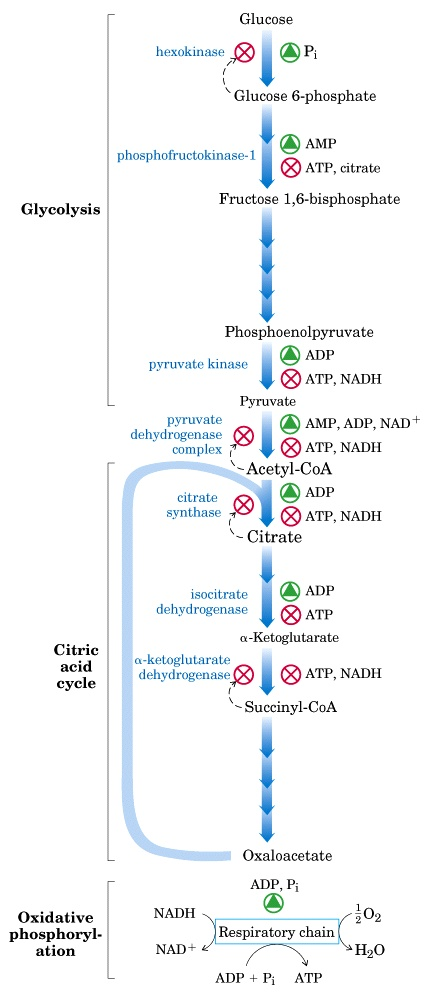 Glucose
hexokinase
Pi
Glucose 6-phosphate
AMP
phosphofructokinase-1
ATP, citrate
Fructose 1,6-bisphosphate
Glycolysis
Phosphoenolpyruvate
ADP
pyruvate kinase
ATP, NADH
Pyruvate
pyruvate
dehydrogenase
complex
AMP, ADP, NAD+
ATP, NADH
Acetyl-CoA
citrate
synthase
ADP
ATP, NADH
Citrate
isocitrate
dehydrogenase
ADP
ATP
α-Ketoglutarate
Citric
acid
cycle
α-ketoglutarate
dehydrogenase
ATP, NADH
Succinyl-CoA
Oxaloacetate
Oxidative
phosphoryl-
ation
ADP, Pi
NADH
½O2
Respiratory chain
NAD+
H2O
ADP + Pi
ATP